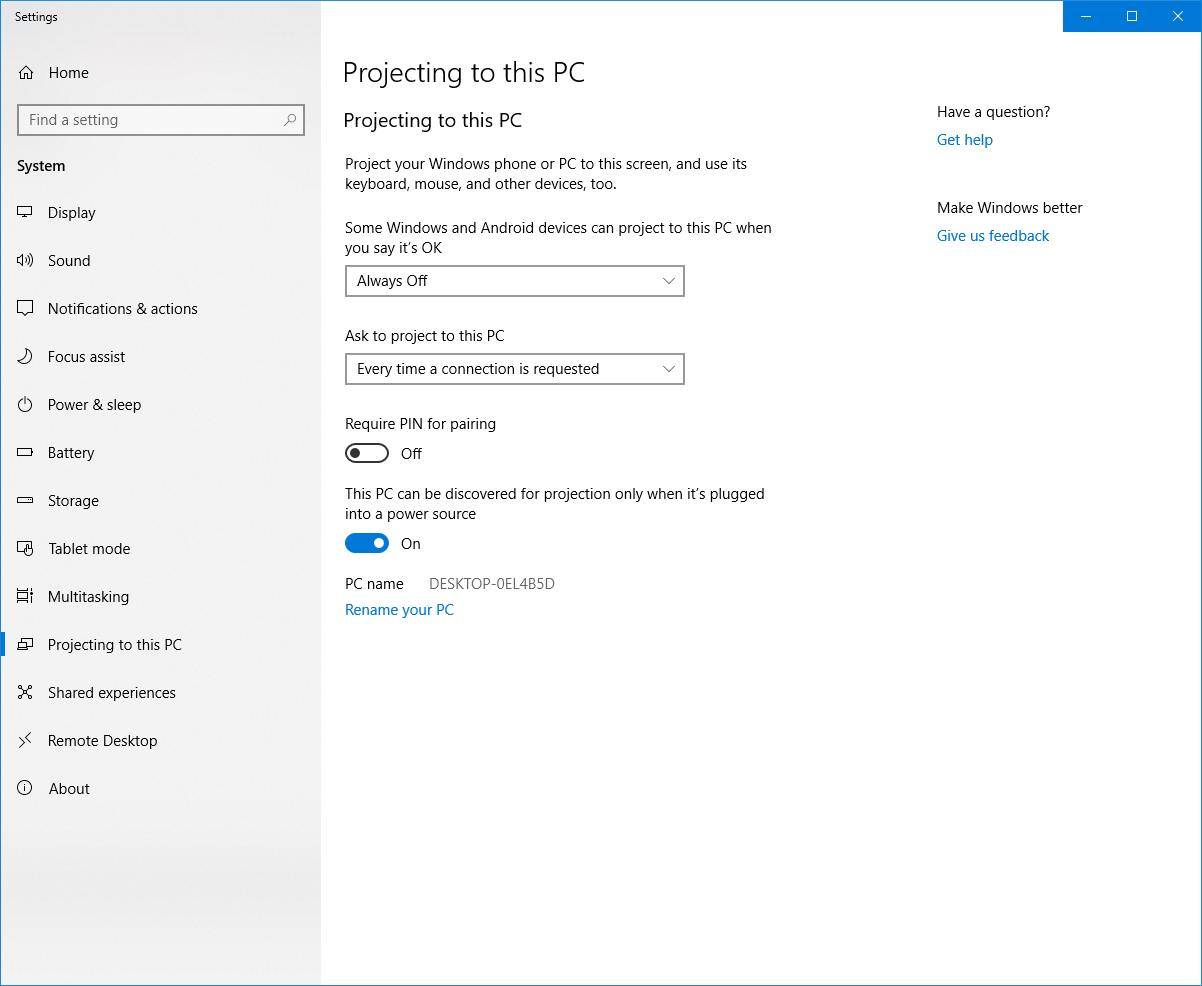 Settings
Home
Find a setting
System
Display
Sound
Notifications & actions
Focus assist
Power & sleep
Battery
Storage
Tablet mode
Multitasking
Projecting to this PC
Shared experiences
Remote Desktop
About
Projecting to this PC
Projecting to this PC
Project your Windows phone or PC to this screen, and use its
keyboard, mouse, and other devices, too.
Some Windows and Android devices can project to this PC when
you say it’s OK
Always Off
Ask to project to this PC
Every time a connection is requested
Require PIN for pairing
Off
This PC can be discovered for projection only when it’s plugged
into a power source
On
PC name DESKTOP-0EL4B5D
Rename your PC
Have a question?
Get help
Make Windows better
Give us feedback